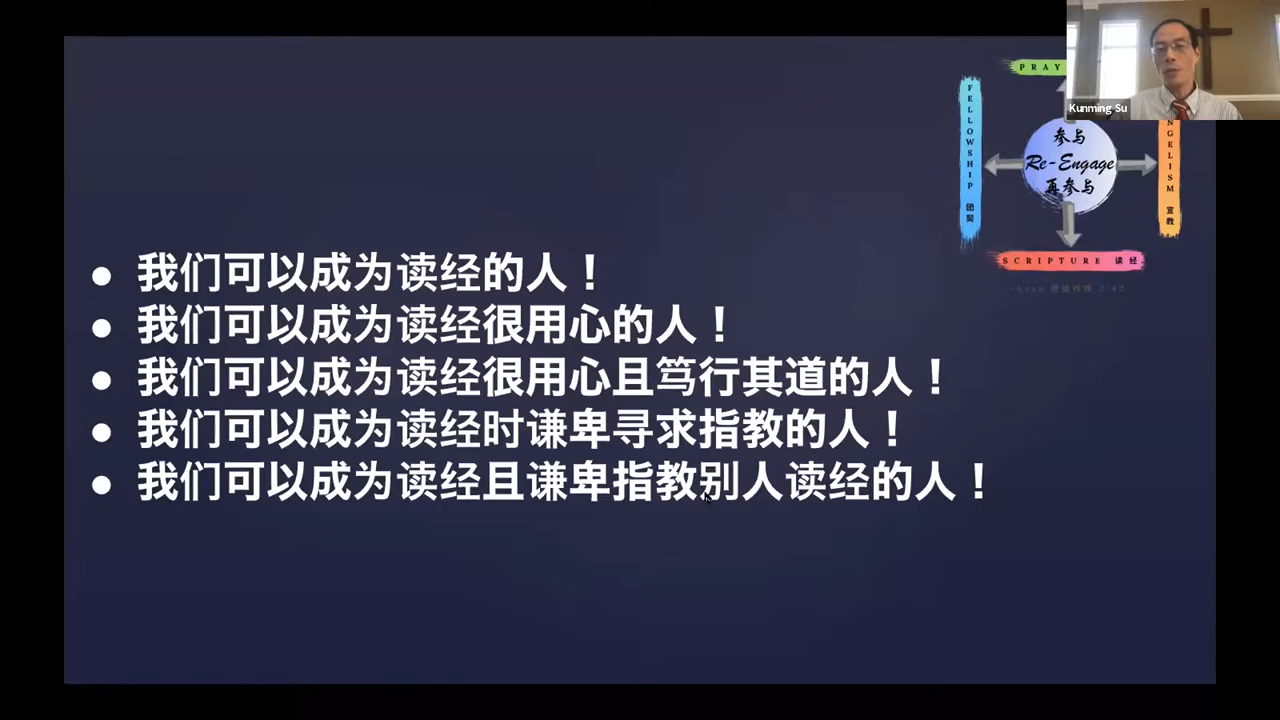 PRAY
Kunming Su
FELLOWSHIP 团契
参与
Re-Engage
再参与
NGELISM 宣教
SCRIPTURE 读经
我们可以成为读经的人！
我们可以成为读经很用心的人！
我们可以成为读经很用心且笃行其道的人！
我们可以成为读经时谦卑寻求指教的人！
我们可以成为读经且谦卑指教别人读经的人！